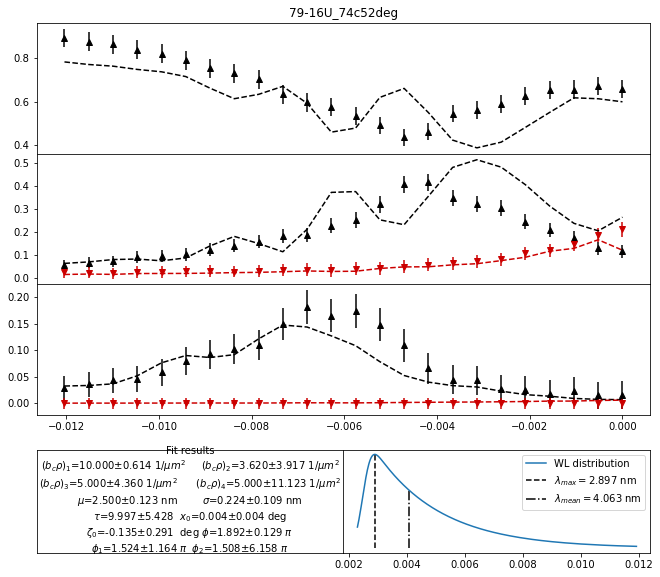 79-16U_74c52deg
0.8
0.6
0.4
0.5
0.4
0.3
0.2
0.1
0.0
0.20
0.15
0.10
0.05
0.00
−0.012 −0.010 −0.008 −0.006 −0.004 −0.002 0.000
Fit results
(b_cρ)_1=10.000±0.614 1/μm^2 (b_cρ)_2=3.620±3.917 1/μm^2
(b_cρ)_3=5.000±4.360 1/μm^2 (b_cρ)_4=5.000±11.123 1/μm^2
μ=2.500±0.123 nm σ=0.224±0.109 nm
τ=9.997±5.428 x_0=0.004±0.004 deg
ζ_0=-0.135±0.291 deg ϕ=1.892±0.129 π
ϕ_1=1.524±1.164 π ϕ_2=1.508±6.158 π
WL distribution
λ_max=2.897 nm
λ_mean=4.063 nm
0.002 0.004 0.006 0.008 0.010 0.012